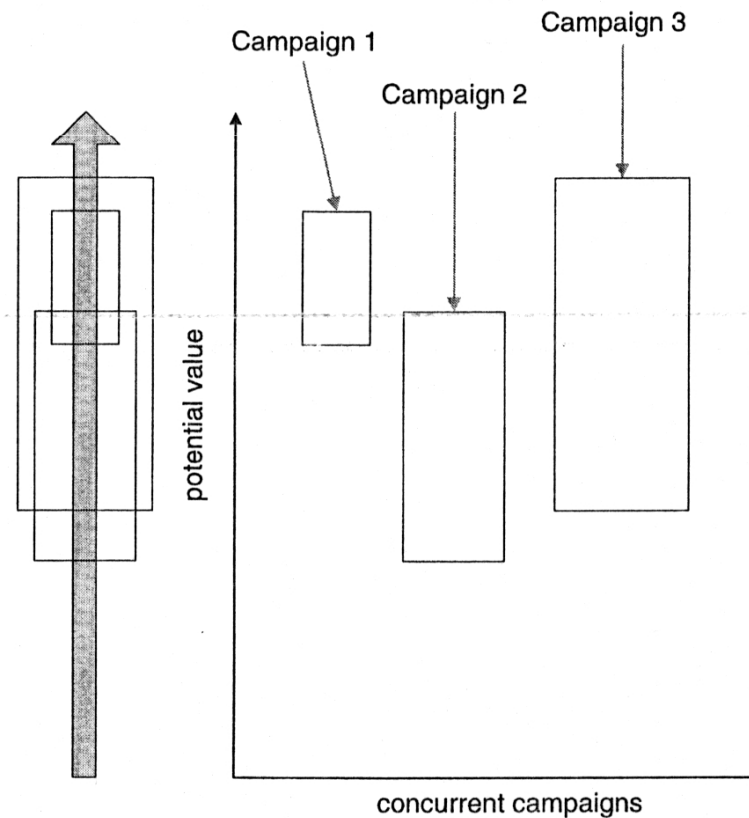 Campaign 1
Campaign 2
Campaign 3
potential value
concurrent campaigns